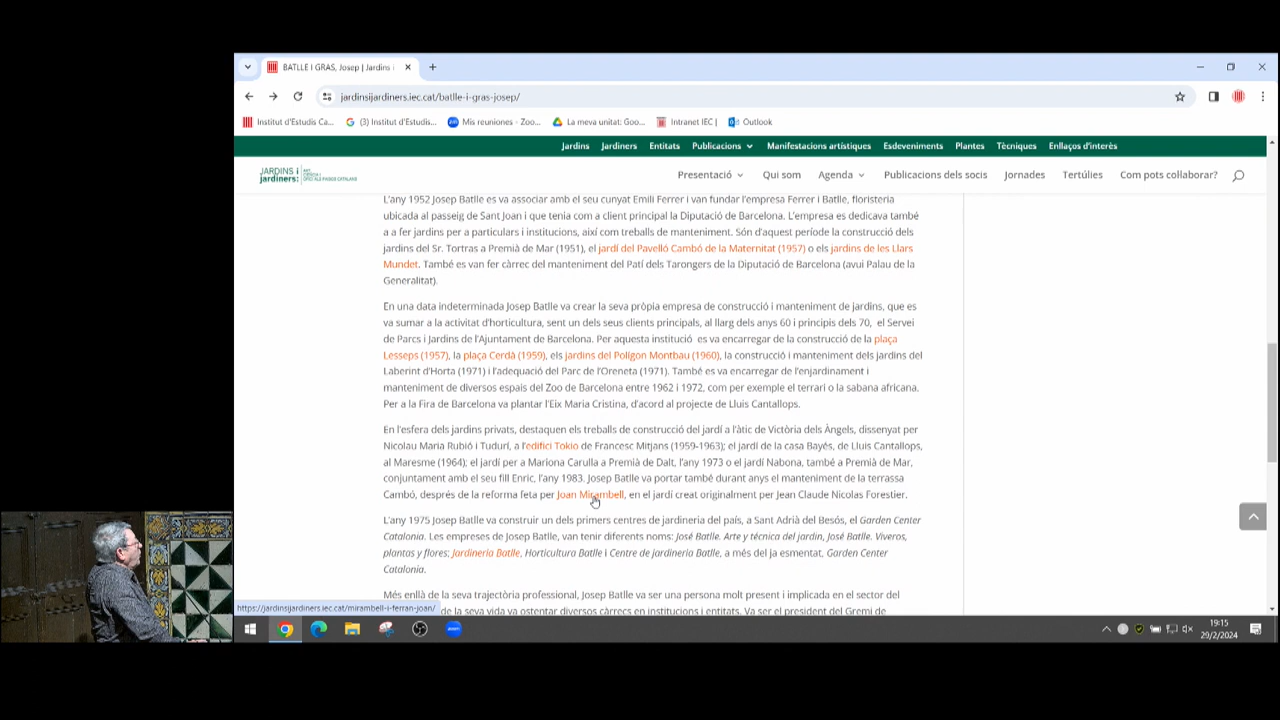 BATLLE I GRAS, Josep | Jardins i
jardinsijardiners.iec.cat/batlle-i-gras-josep/
Institut d'Estudis Ca...
(3) Institut d'Estudis...
Mis reuniones - Zoo...
La meva unitat: Goo...
Intranet IEC |
Outlook
Jardins
Jardiners
Entitats
Publicacions
Manifestacions artístiques
Esdeveniments
Plantes
Tècniques
Enllaços d'interès
JARDINS i
jardiners:
Presentació
Qui som
Agenda
Publicacions dels socis
Jornades
Tertúlies
Com pots col·laborar?
L'any 1952 Josep Batlle es va associar amb el seu cunyat Emili Ferrer i van fundar l'empresa Ferrer i Batlle, floristeria
ubicada al passeig de Sant Joan i que tenia com a client principal la Diputació de Barcelona. L'empresa es dedicava també
a a fer jardins per a particulars i institucions, així com treballs de manteniment. Són d'aquest període la construcció dels
jardins del Sr. Tortras a Premià de Mar (1951), el jardí del Pavelló Cambó de la Maternitat (1957) o els jardins de les Llars
Mundet. També es van fer càrrec del manteniment del Patí dels Tarongers de la Diputació de Barcelona (avui Palau de la
Generalitat).
En una data indeterminada Josep Batlle va crear la seva pròpia empresa de construcció i manteniment de jardins, que es
va sumar a la activitat d'horticultura, sent un dels seus clients principals, al llarg dels anys 60 i principis dels 70, el Servei
de Parcs i Jardins de l'Ajuntament de Barcelona. Per aquesta institució es va encarregar de la construcció de la plaça
Lesseps (1957), la plaça Cerdà (1959), els jardins del Polígon Montbau (1960), la construcció i manteniment dels jardins del
Laberint d'Horta (1971) i l'adequació del Parc de l'Oreneta (1971). També es va encarregar de l'enjardinament i
manteniment de diversos espais del Zoo de Barcelona entre 1962 i 1972, com per exemple el terrari o la sabana africana.
Per a la Fira de Barcelona va plantar l'Eix Maria Cristina, d'acord al projecte de Lluis Cantallops.
En l'esfera dels jardins privats, destaquen els treballs de construcció del jardí a l'àtic de Victòria dels Àngels, dissenyat per
Nicolau Maria Rubió i Tudurí, a l'edifici Tokio de Francesc Mitjans (1959-1963); el jardí de la casa Bayés, de Lluis Cantallops,
al Maresme (1964); el jardí per a Mariona Carulla a Premià de Dalt, l'any 1973 o el jardí Nabona, també a Premià de Mar,
conjuntament amb el seu fill Enric, l'any 1983. Josep Batlle va portar també durant anys el manteniment de la terrassa
Cambó, després de la reforma feta per Joan Mirambell, en el jardí creat originalment per Jean Claude Nicolas Forestier.
L'any 1975 Josep Batlle va construir un dels primers centres de jardineria del país, a Sant Adrià del Besós, el Garden Center
Catalonia. Les empreses de Josep Batlle, van tenir diferents noms: José Batlle. Arte y técnica del jardin, José Batlle. Viveros,
plantas y flores; Jardinería Batlle, Horticultura Batlle i Centre de jardineria Batlle, a més del ja esmentat, Garden Center
Catalonia.
Més enllà de la seva trajectòria professional, Josep Batlle va ser una persona molt present i implicada en el sector del
de la seva vida va ostentar diversos càrrecs en institucions i entitats. Va ser el president del Gremi de
https://jardinsijardiners.iec.cat/mirambell-i-ferran-joan/
19:15
29/2/2024